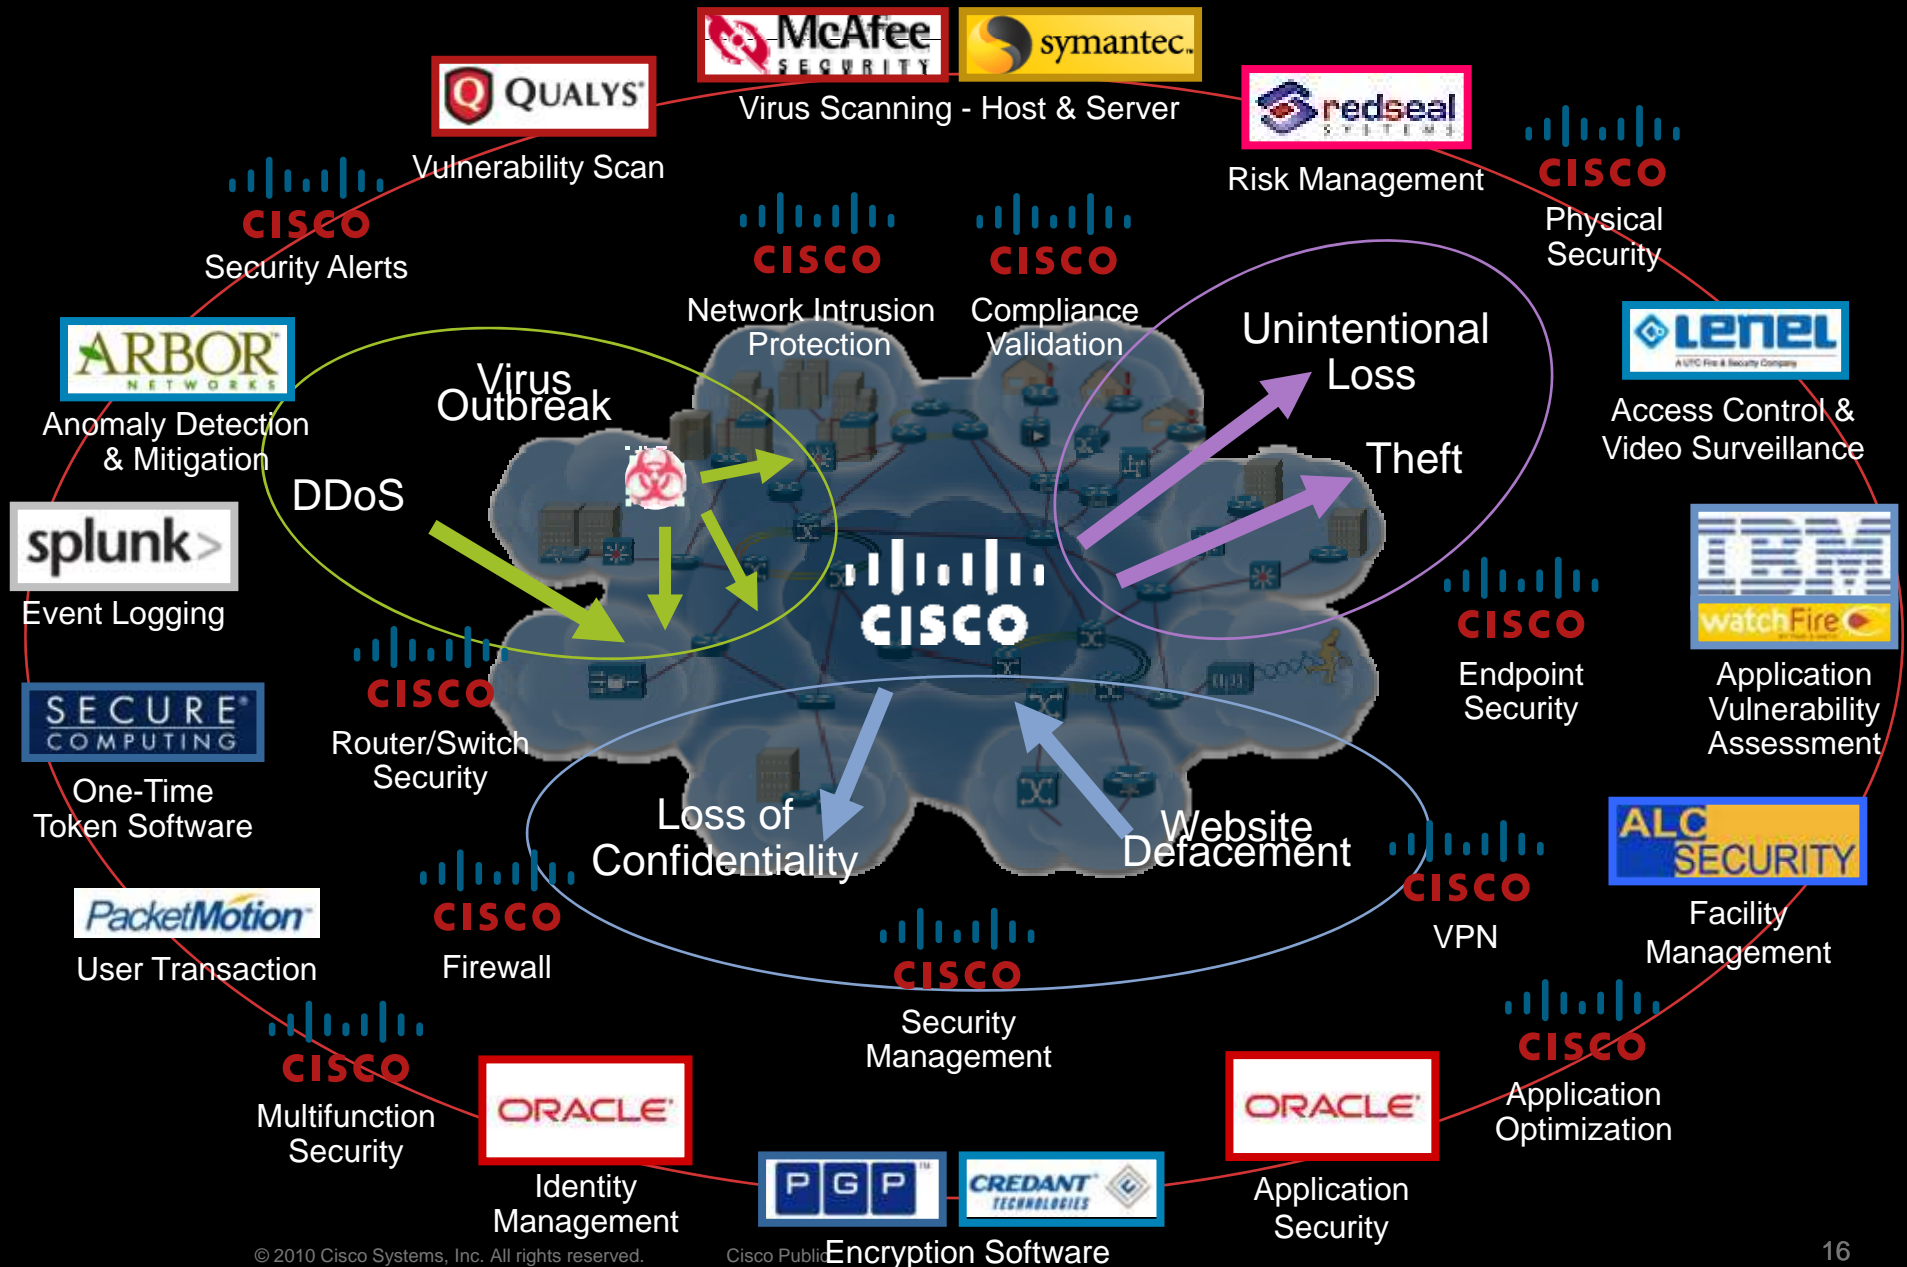 McAfee
SECURITY
symantec.
Virus Scanning - Host & Server
QUALYS
Vulnerability Scan
redseal
SYSTEMS
Risk Management
CISCO
Physical
Security
CISCO
Security Alerts
CISCO
Network Intrusion
Protection
CISCO
Compliance
Validation
ARBOR
NETWORKS
Anomaly Detection
& Mitigation
Virus
Outbreak
DDoS
Unintentional
Loss
Theft
LENEL
A UTC Fire & Security Company
Access Control &
Video Surveillance
splunk>
Event Logging
CISCO
IBM
watchFire
Application
Vulnerability
Assessment
CISCO
Endpoint
Security
SECURE
COMPUTING
One-Time
Token Software
CISCO
Router/Switch
Security
Loss of
Confidentiality
Website
Defacement
ALC
SECURITY
Facility
Management
PacketMotion
User Transaction
CISCO
Firewall
CISCO
Security
Management
CISCO
VPN
CISCO
Multifunction
Security
ORACLE
Identity
Management
PGP
CREDANT
TECHNOLOGIES
Encryption Software
ORACLE
Application
Security
CISCO
Application
Optimization
© 2010 Cisco Systems, Inc. All rights reserved.
Cisco Public
16